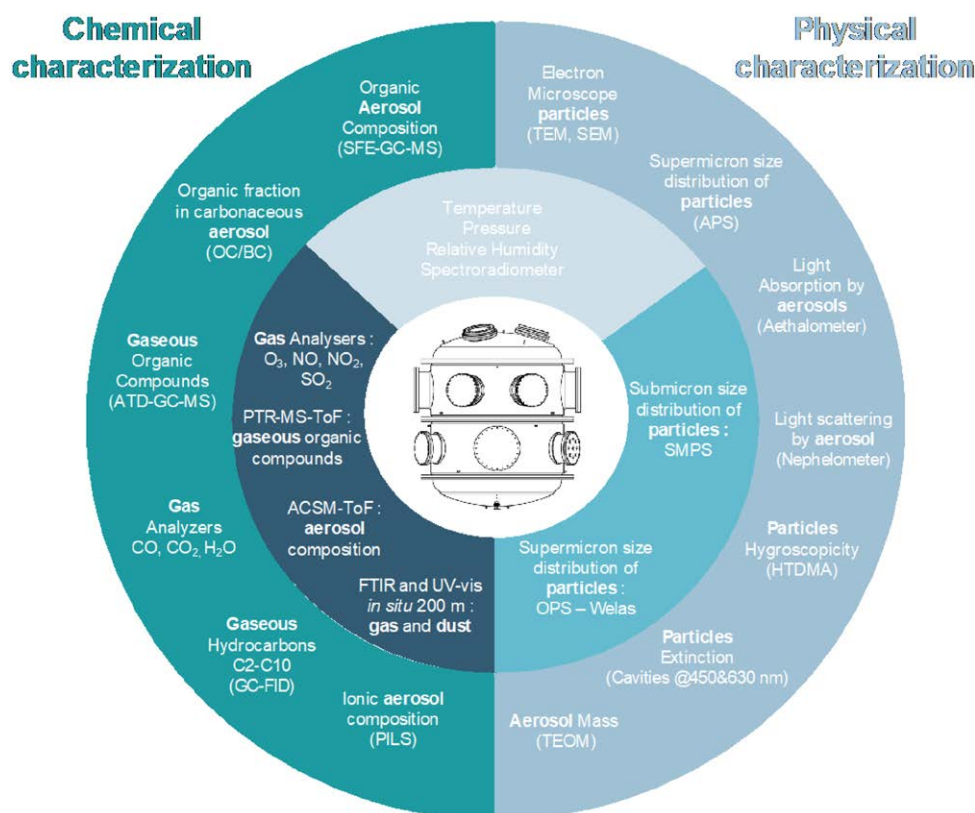 Chemical
characterization
Physical
characterization
Organic
Aerosol
Composition
(SFE-GC-MS)
Organic fraction
in carbonaceous
aerosol
(OC/BC)
Gaseous
Organic
Compounds
(ATD-GC-MS)
Gas
Analyzers
CO, CO₂, H₂O
Gaseous
Hydrocarbons
C2-C10
(GC-FID)
Ionic aerosol
composition
(PILS)
Electron
Microscope
particles
(TEM, SEM)
Supermicron size
distribution of
particles
(APS)
Light
Absorption by
aerosols
(Aethalometer)
Light scattering
by aerosol
(Nephelometer)
Particles
Hygroscopicity
(HTDMA)
Particles
Extinction
(Cavities @450&630 nm)
Aerosol Mass
(TEOM)
Temperature
Pressure
Relative Humidity
Spectroradiometer
Gas Analysers :
O₃, NO, NO₂,
SO₂
PTR-MS-ToF :
gaseous organic
compounds
ACSM-ToF :
aerosol
composition
FTIR and UV-vis
in situ 200 m :
gas and dust
Submicron size
distribution of
particles :
SMPS
Supermicron size
distribution of
particles :
OPS – Welas